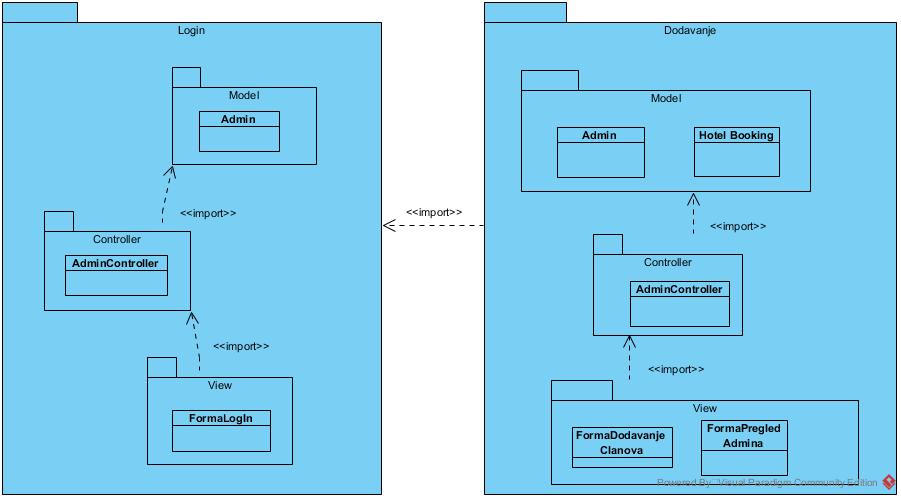 Login
Model
Admin
<<import>>
Controller
AdminController
<<import>>
View
FormaLogIn
<<import>>
Dodavanje
Model
Admin
Hotel Booking
<<import>>
Controller
AdminController
<<import>>
View
FormaDodavanje
Clanova
FormaPregled
Admina
Powered By Visual Paradigm Community Edition